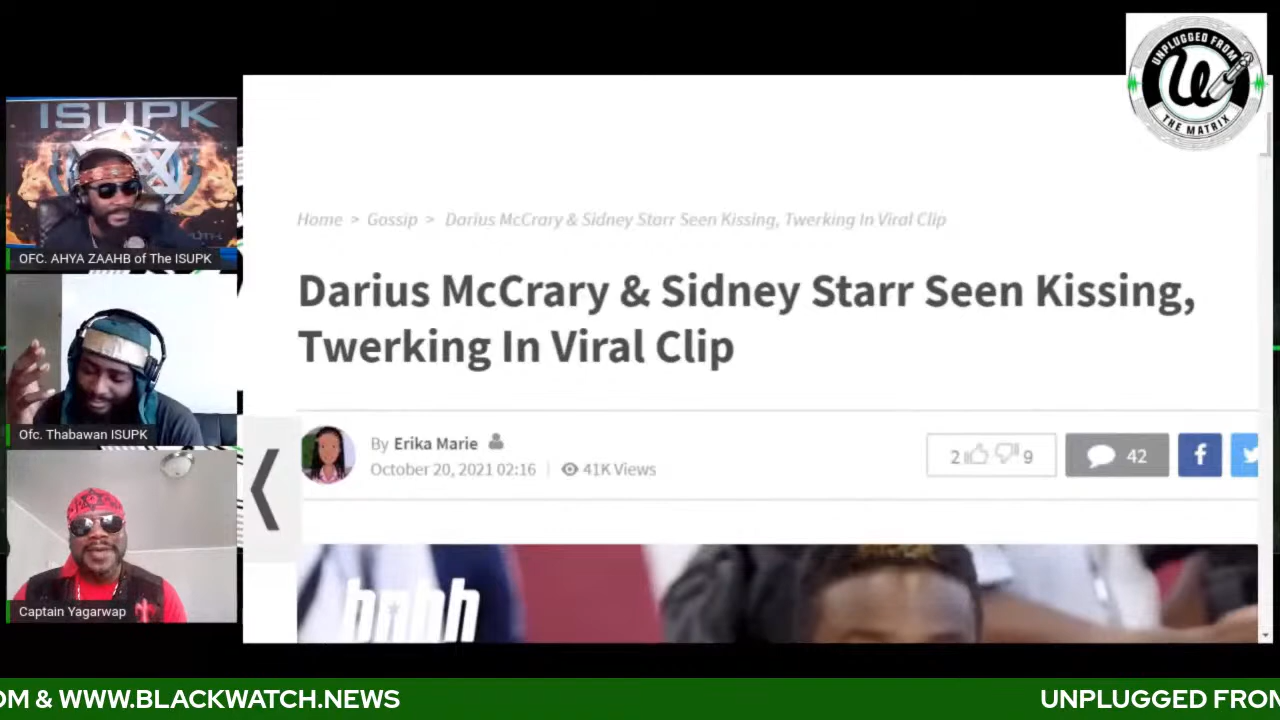 UNPLUGGED FROM
THE MATRIX
ISUPK
OFC. AHYA ZAAHB of The ISUPK
Ofc. Thabawan ISUPK
Captain Yagarwap
Home > Gossip > Darius McCrary & Sidney Starr Seen Kissing, Twerking In Viral Clip
Darius McCrary & Sidney Starr Seen Kissing,
Twerking In Viral Clip
By Erika Marie
October 20, 2021 02:16 | 41K Views
2 9 42
hnhh
OM & WWW.BLACKWATCH.NEWS
UNPLUGGED FROM